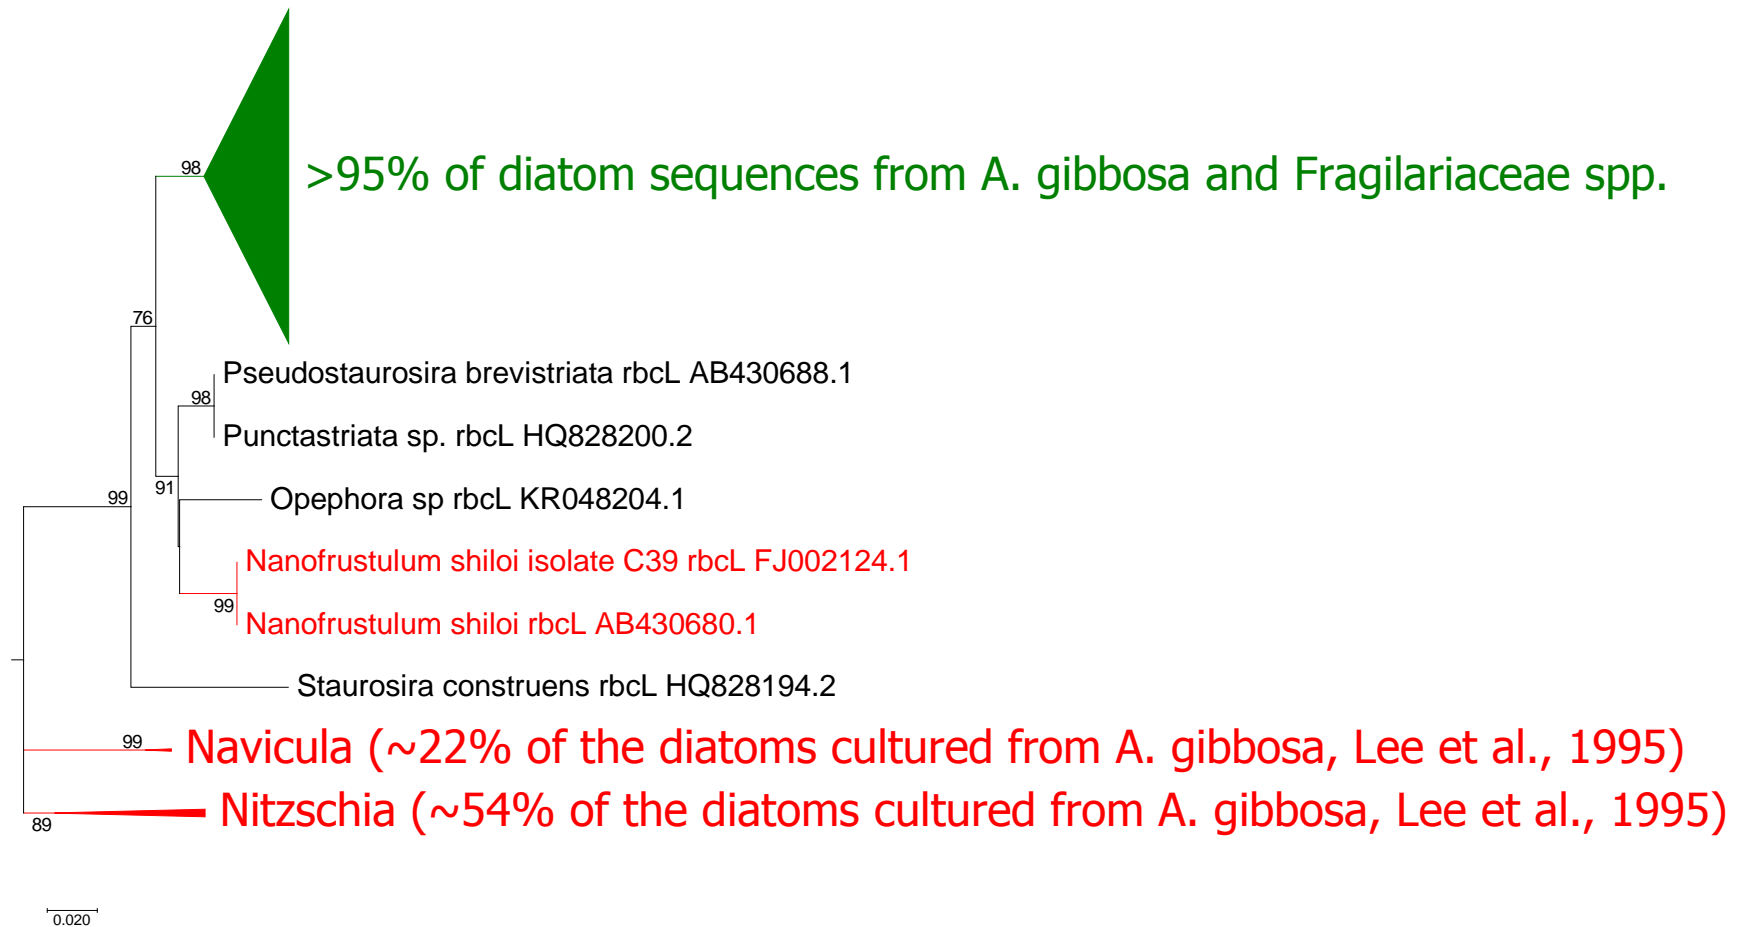 98
>95% of diatom sequences from A. gibbosa and Fragilariaceae spp.
76
Pseudostaurosira brevistriata rbcL AB430688.1
98
Punctastriata sp. rbcL HQ828200.2
91
99
Opephora sp rbcL KR048204.1
Nanofrustulum shiloi isolate C39 rbcL FJ002124.1
99
Nanofrustulum shiloi rbcL AB430680.1
Staurosira construens rbcL HQ828194.2
99
Navicula (~22% of the diatoms cultured from A. gibbosa, Lee et al., 1995)
Nitzschia (~54% of the diatoms cultured from A. gibbosa, Lee et al., 1995)
89
0.020